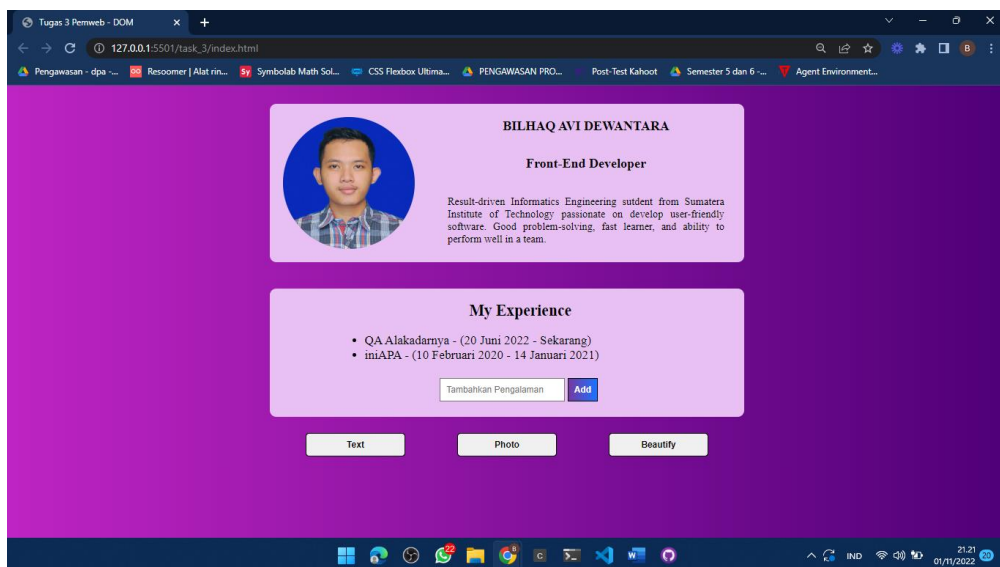 Tugas 3 Pemweb - DOM
127.0.0.1:5501/task_3/index.html
Pengawasan - dpa -... Resoomer | Alat rin... Sy Symbolab Math Sol... CSS Flexbox Ultima... PENGAWASAN PRO... Post-Test Kahoot Semester 5 dan 6 -... Agent Environment...
B
BILHAQ AVI DEWANTARA
Front-End Developer
Result-driven Informatics Engineering sutdent from Sumatera
Institute of Technology passionate on develop user-friendly
software. Good problem-solving, fast learner, and ability to
perform well in a team.
My Experience
QA Alakadarnya - (20 Juni 2022 - Sekarang)
iniAPA - (10 Februari 2020 - 14 Januari 2021)
Tambahkan Pengalaman Add
Text Photo Beautify
22
IND
21.21
01/11/2022
20